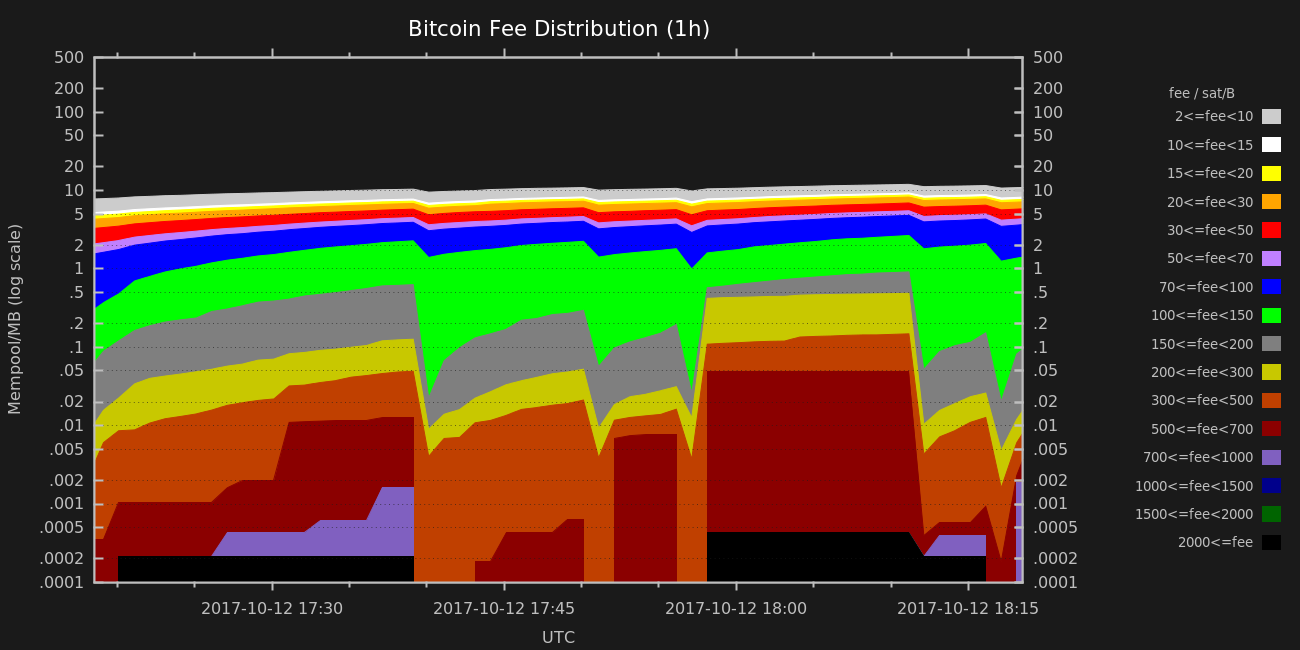 Bitcoin Fee Distribution (1h)
500 500
200 200
100 100
50 50
20 20
10 10
5 5
2 2
1 1
.5 .5
.2 .2
.1 .1
.05 .05
.02 .02
.01 .01
.005 .005
.002 .002
.001 .001
.0005 .0005
.0002 .0002
.0001 .0001
Mempool/MB (log scale)
2017-10-12 17:30 2017-10-12 17:45 2017-10-12 18:00 2017-10-12 18:15
UTC
fee / sat/B
2<=fee<10
10<=fee<15
15<=fee<20
20<=fee<30
30<=fee<50
50<=fee<70
70<=fee<100
100<=fee<150
150<=fee<200
200<=fee<300
300<=fee<500
500<=fee<700
700<=fee<1000
1000<=fee<1500
1500<=fee<2000
2000<=fee